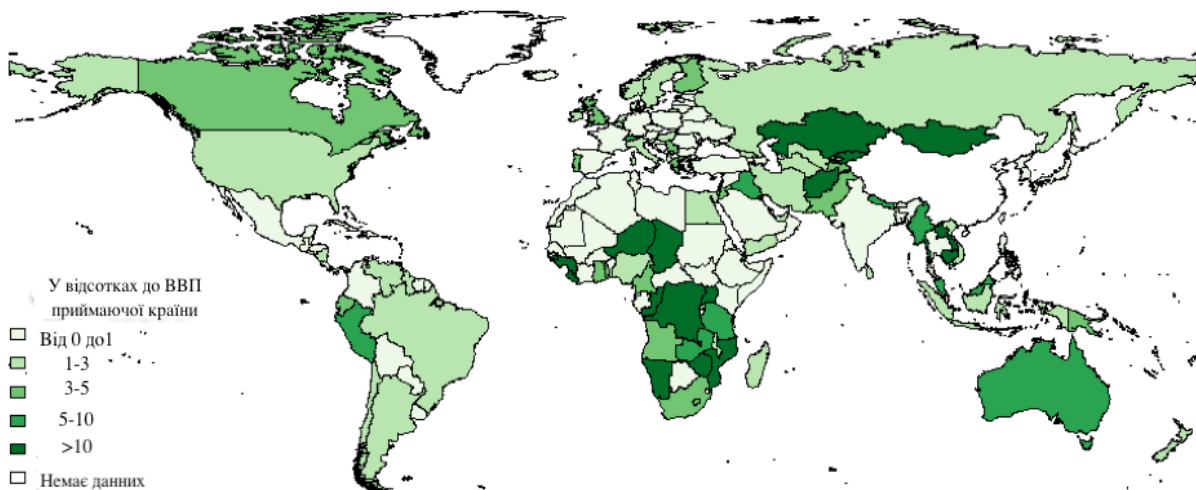 У відсотках до ВВП
приймаючої країни
Від 0 до1
1-3
3-5
5-10
>10
Немає данних